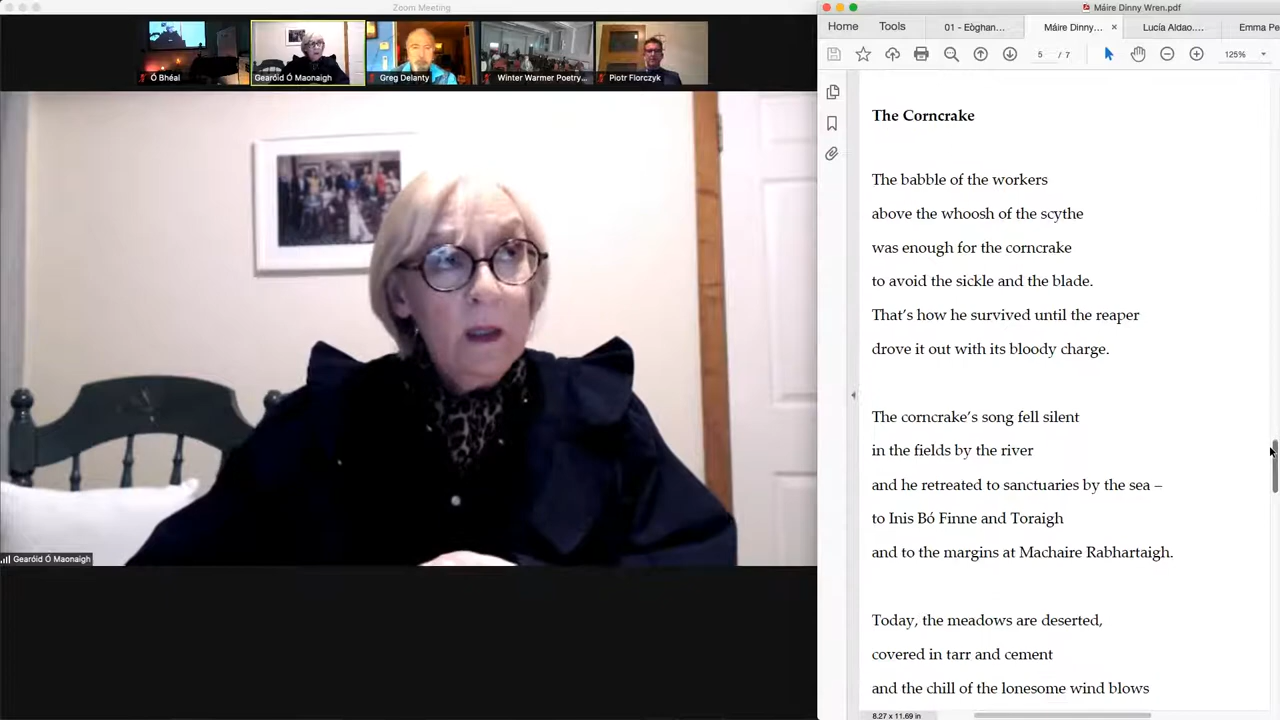 Zoom Meeting
Ó Bhéal
Gearóid Ó Maonaigh
Greg Delanty
Winter Warmer Poetry...
Piotr Florczyk
Gearóid Ó Maonaigh
Máire Dinny Wren.pdf
Home
Tools
01 - Eòghan...
Máire Dinny...
×
Lucía Aldao....
Emma Pe
5 / 7
125%
The Corncrake
The babble of the workers
above the whoosh of the scythe
was enough for the corncrake
to avoid the sickle and the blade.
That's how he survived until the reaper
drove it out with its bloody charge.
The corncrake's song fell silent
in the fields by the river
and he retreated to sanctuaries by the sea –
to Inis Bó Finne and Toraigh
and to the margins at Machaire Rabhartaigh.
Today, the meadows are deserted,
covered in tarr and cement
and the chill of the lonesome wind blows
8.27 x 11.69 in